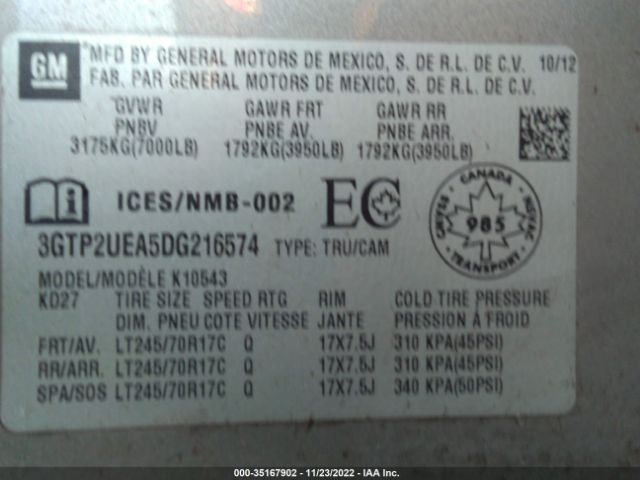 GM
*MFD BY GENERAL MOTORS DE MEXICO, S. DE R.L. DE C.V. 10/12
FAB. PAR GENERAL MOTORS DE MEXICO, S. DE R.L. DE C.V.
GVWR GAWR FRT GAWR RR
PNBV PNBE AV. PNBE ARR.
3175KG(7000LB) 1792KG(3950LB) 1792KG(3950LB)
ICES/NMB-002 EC
CANADA
985
TRANSPORT
3GTP2UEA5DG216574 TYPE: TRU/CAM
MODEL/MODÈLE K10543
KD27 TIRE SIZE SPEED RTG RIM COLD TIRE PRESSURE
DIM. PNEU COTE VITESSE JANTE PRESSION À FROID
FRT/AV. LT245/70R17C Q 17X7.5J 310 KPA(45PSI)
RR/ARR. LT245/70R17C Q 17X7.5J 310 KPA(45PSI)
SPA/SOS LT245/70R17C Q 17X7.5J 340 KPA(50PSI)
000-35167902 - 11/23/2022 - IAA Inc.